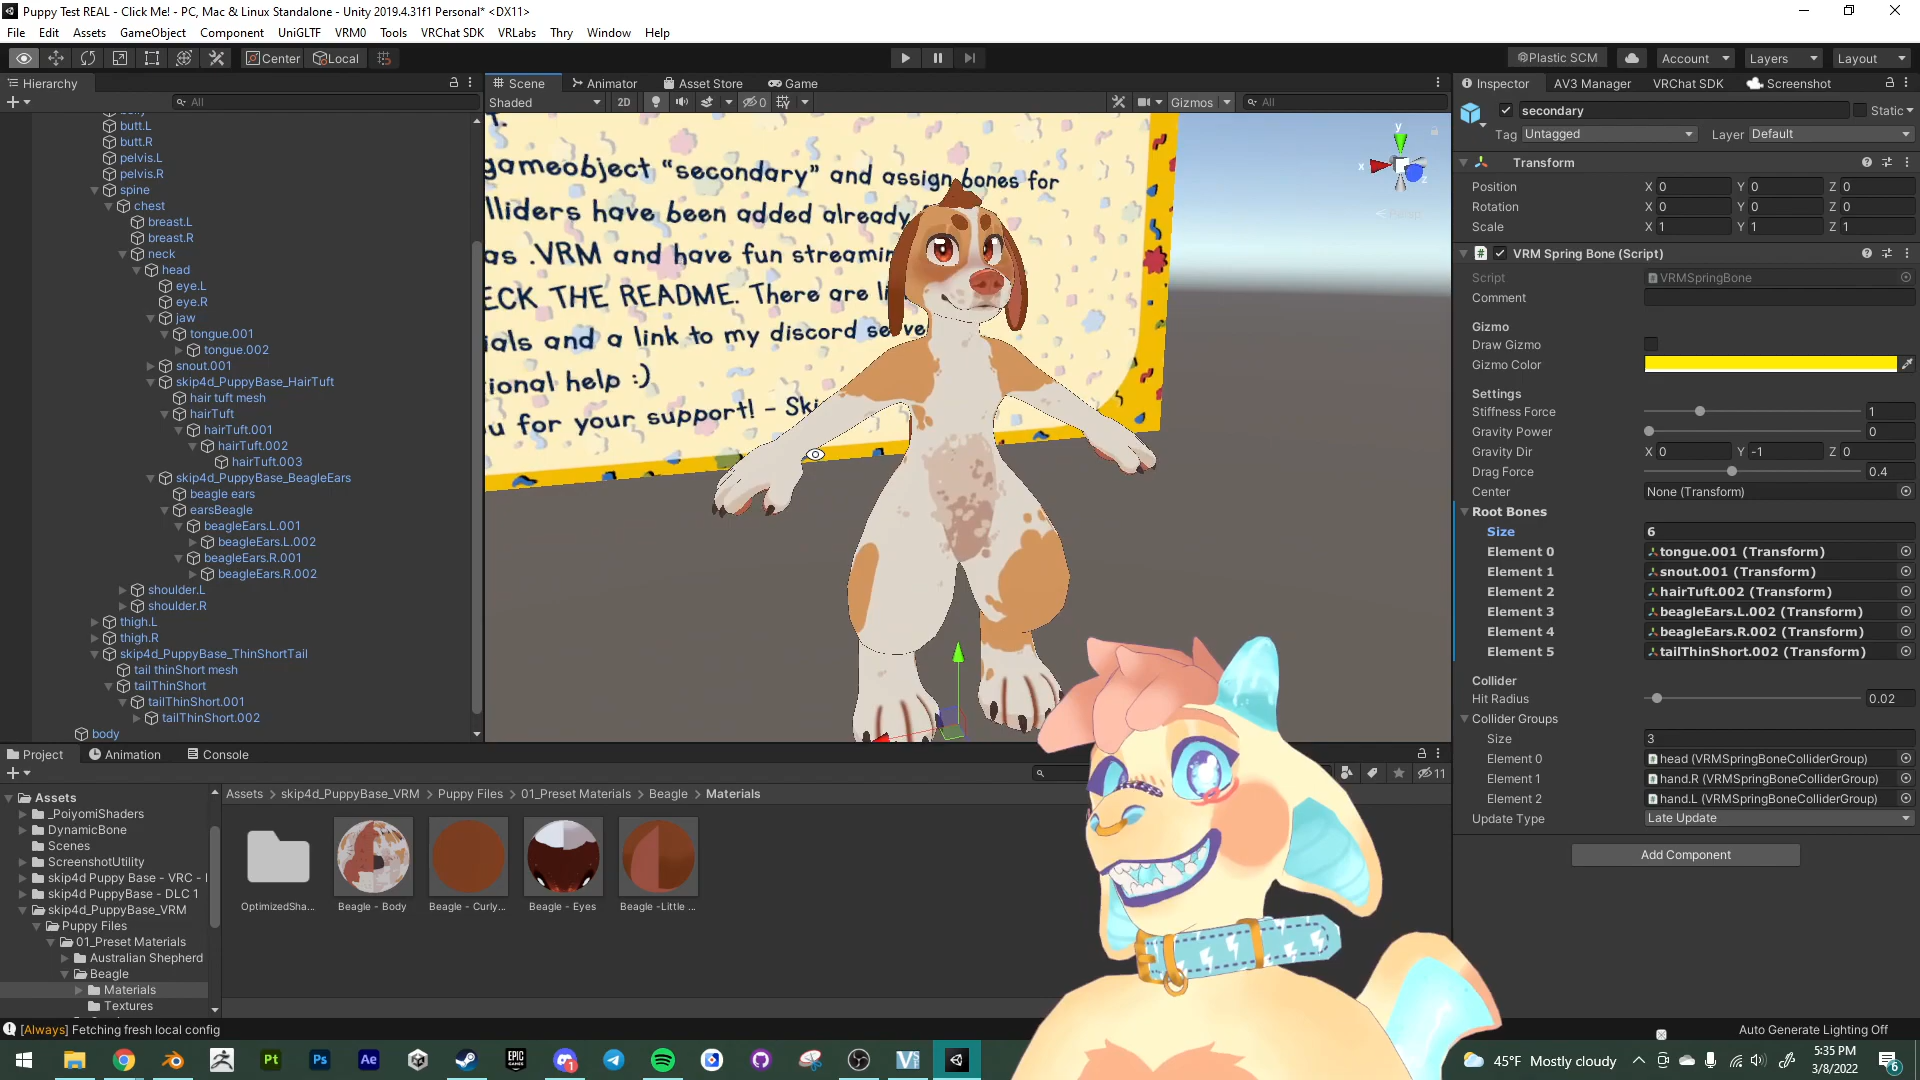 Puppy Test REAL - Click Me! - PC, Mac & Linux Standalone - Unity 2019.4.31f1 Personal* <DX11>
File Edit Assets GameObject Component UniGLTF VRM0 Tools VRChat SDK VRLabs Thry Window Help
Center Local Plastic SCM Account Layers Layout
Hierarchy
All
butt.L
butt.R
pelvis.L
pelvis.R
spine
chest
breast.L
breast.R
neck
head
eye.L
eye.R
jaw
tongue.001
tongue.002
snout.001
skip4d_PuppyBase_HairTuft
hair tuft mesh
hairTuft
hairTuft.001
hairTuft.002
hairTuft.003
skip4d_PuppyBase_BeagleEars
beagle ears
earsBeagle
beagleEars.L.001
beagleEars.L.002
beagleEars.R.001
beagleEars.R.002
shoulder.L
shoulder.R
thigh.L
thigh.R
skip4d_PuppyBase_ThinShortTail
tail thinShort mesh
tailThinShort
tailThinShort.001
tailThinShort.002
body
Scene Animator Asset Store Game
Shaded 2D 0 Gizmos All
gameobject "secondary" and assign bones for
lliders have been added already
as .VRM and have fun streamin
ECK THE README. There are li
ials and a link to my discord serve
ional help :)
u for your support! - Ski
y
x
z
Persp
Inspector AV3 Manager VRChat SDK Screenshot
secondary Static
Tag Untagged Layer Default
Transform
Position X 0 Y 0 Z 0
Rotation X 0 Y 0 Z 0
Scale X 1 Y 1 Z 1
VRM Spring Bone (Script)
Script VRMSpringBone
Comment
Gizmo
Draw Gizmo
Gizmo Color
Settings
Stiffness Force 1
Gravity Power 0
Gravity Dir X 0 Y -1 Z 0
Drag Force 0.4
Center None (Transform)
Root Bones
Size 6
Element 0 tongue.001 (Transform)
Element 1 snout.001 (Transform)
Element 2 hairTuft.002 (Transform)
Element 3 beagleEars.L.002 (Transform)
Element 4 beagleEars.R.002 (Transform)
Element 5 tailThinShort.002 (Transform)
Collider
Hit Radius 0.02
Collider Groups
Size 3
Element 0 head (VRMSpringBoneColliderGroup)
Element 1 hand.R (VRMSpringBoneColliderGroup)
Element 2 hand.L (VRMSpringBoneColliderGroup)
Update Type Late Update
Add Component
Project Animation Console
11
Assets
_PoiyomiShaders
DynamicBone
Scenes
ScreenshotUtility
skip4d Puppy Base - VRC -
skip4d PuppyBase - DLC 1
skip4d_PuppyBase_VRM
Puppy Files
01_Preset Materials
Australian Shepherd
Beagle
Materials
Textures
Assets > skip4d_PuppyBase_VRM > Puppy Files > 01_Preset Materials > Beagle > Materials
OptimizedSha...
Beagle - Body
Beagle - Curly...
Beagle - Eyes
Beagle -Little ...
[Always] Fetching fresh local config
Auto Generate Lighting Off
Pt Ps Ae EPIC GAMES
45°F Mostly cloudy
5:35 PM
3/8/2022
6